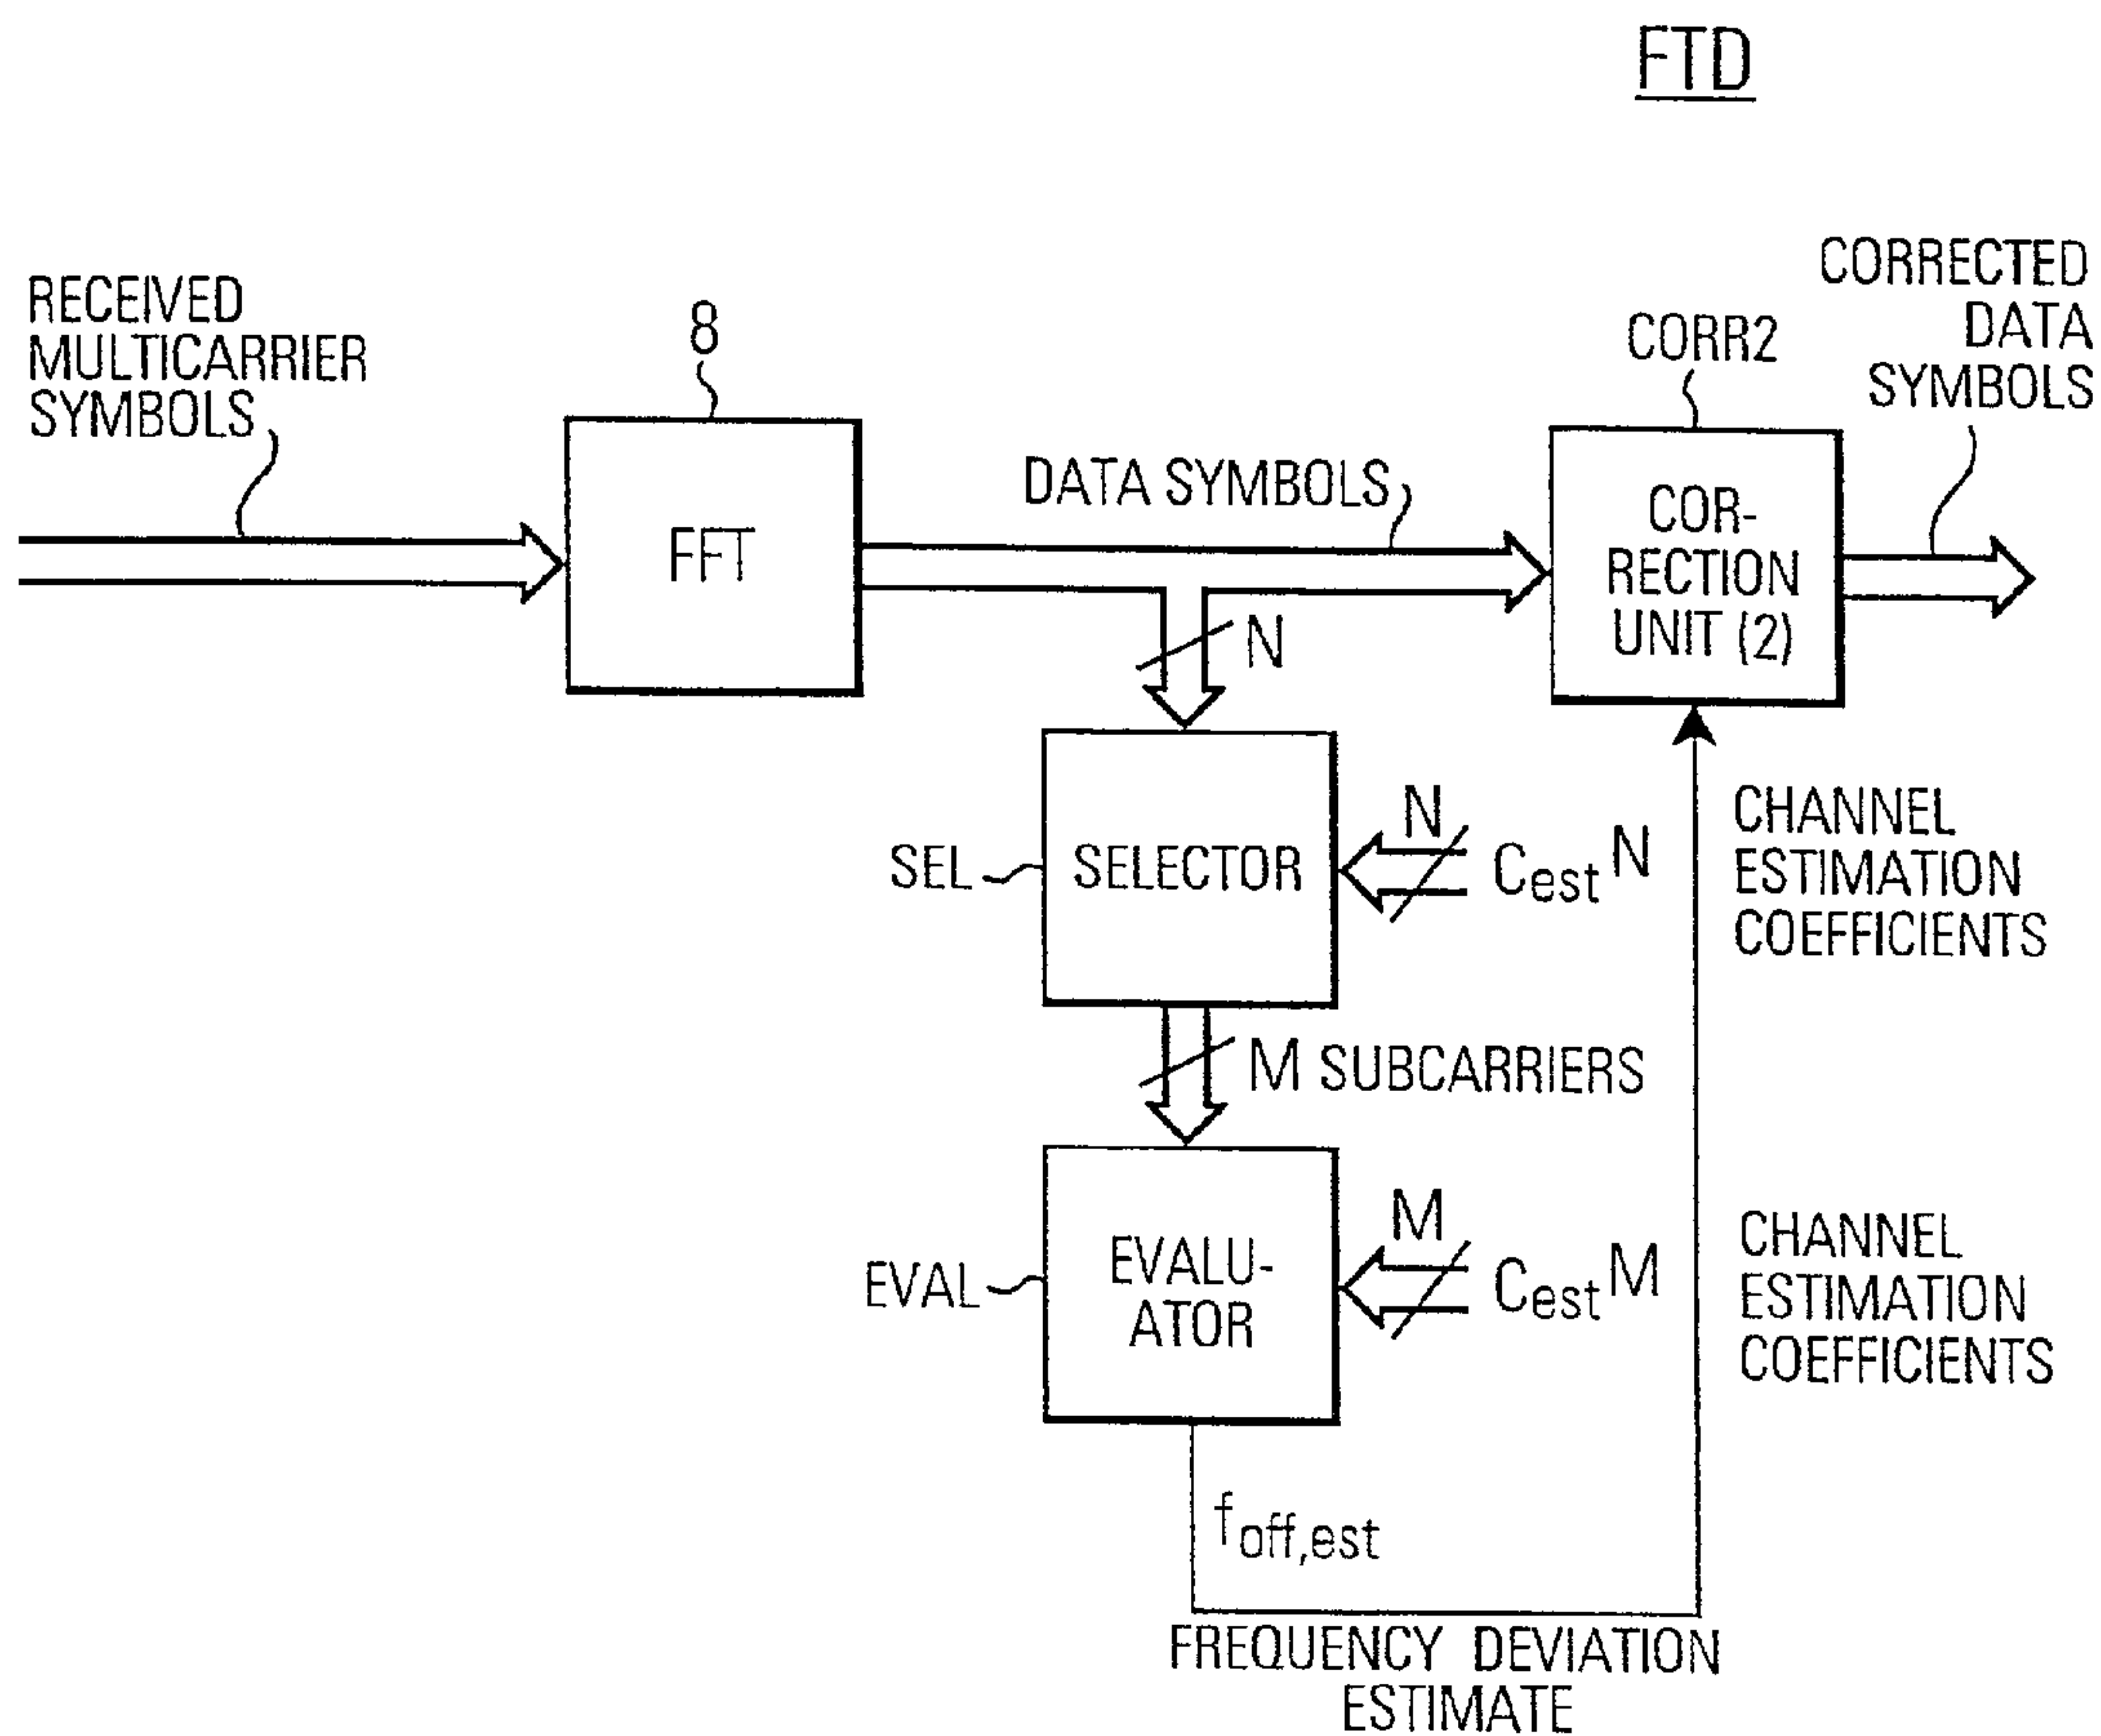 FTD
RECEIVED
MULTICARRIER
SYMBOLS
8
FFT
DATA SYMBOLS
CORR2
COR-
RECTION
UNIT (2)
CORRECTED
DATA
SYMBOLS
N
SEL
SELECTOR
N
Cest N
CHANNEL
ESTIMATION
COEFFICIENTS
M SUBCARRIERS
EVAL
EVALU-
ATOR
M
Cest M
CHANNEL
ESTIMATION
COEFFICIENTS
foff,est
FREQUENCY DEVIATION
ESTIMATE